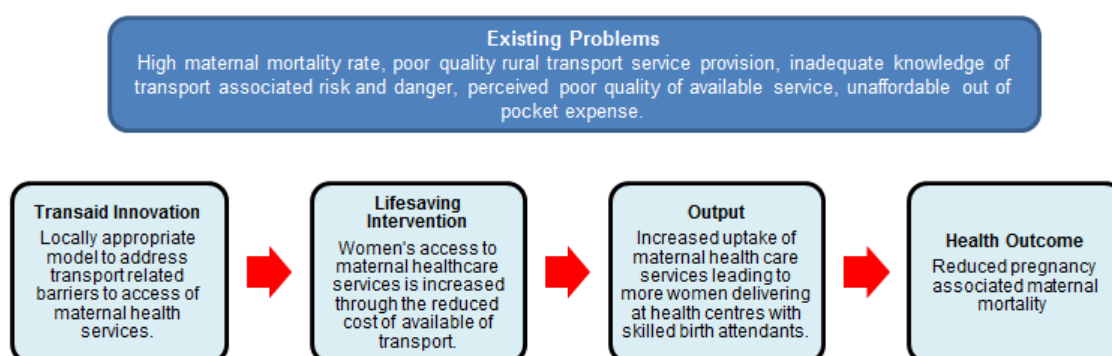 Existing Problems
High maternal mortality rate, poor quality rural transport service provision, inadequate knowledge of
transport associated risk and danger, perceived poor quality of available service, unaffordable out of
pocket expense.
Transaid Innovation
Locally appropriate
model to address
transport related
barriers to access of
maternal health
services.
Lifesaving
Intervention
Women's access to
maternal healthcare
services is increased
through the reduced
cost of available of
transport.
Output
Increased uptake of
maternal health care
services leading to
more women delivering
at health centres with
skilled birth attendants.
Health Outcome
Reduced pregnancy
associated maternal
mortality